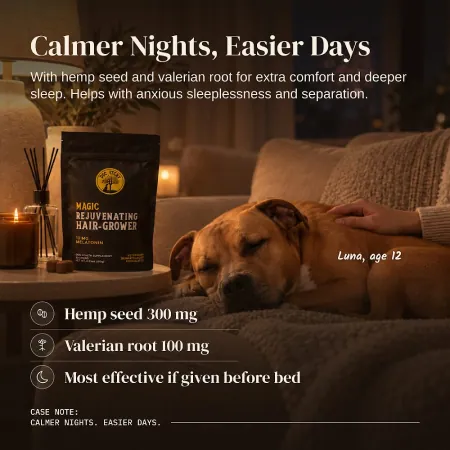 Calmer Nights, Easier Days
With hemp seed and valerian root for extra comfort and deeper
sleep. Helps with anxious sleeplessness and separation.
MAGIC
REJUVENATING
HAIR-GROWER
MELATONIN
Luna, age 12
Hemp seed 300 mg
Valerian root 100 mg
Most effective if given before bed
CASE NOTE:
CALMER NIGHTS. EASIER DAYS.